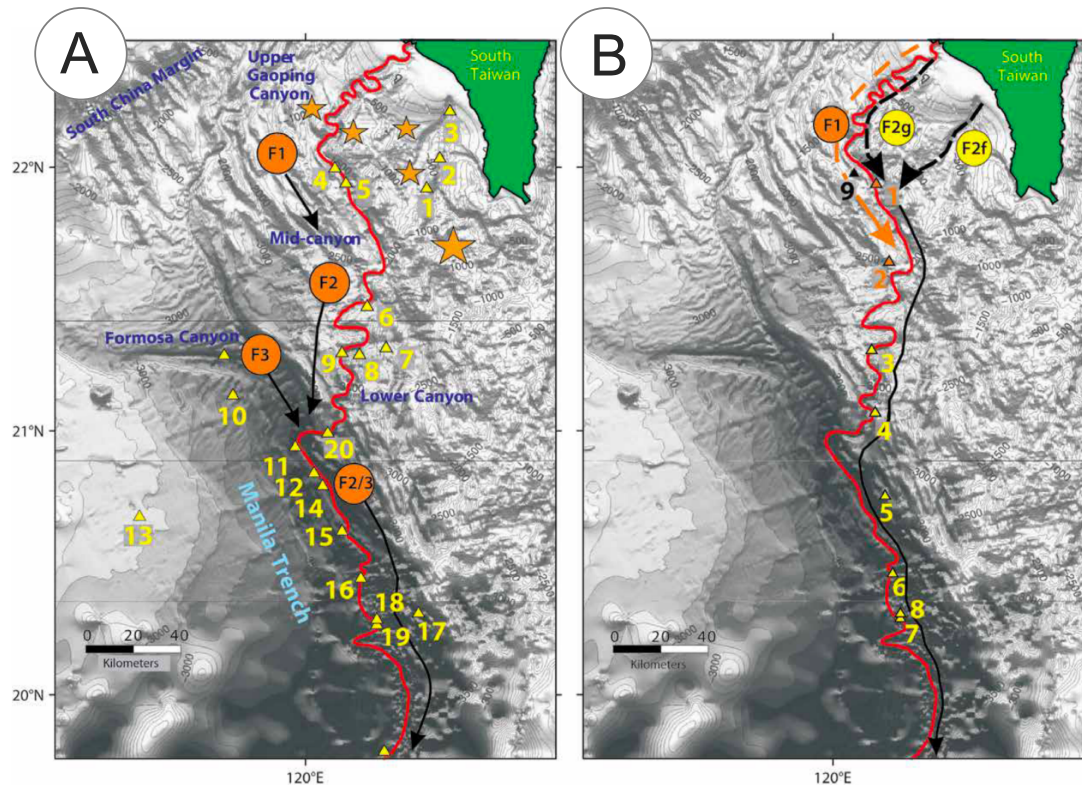 A
South China Margin
Upper
Gaoping
Canyon
South
Taiwan
22°N
F1
3
2
1
4
5
Mid-canyon
F2
6
Formosa Canyon
F3
9
8
7
10
Lower Canyon
21°N
20
11
12
14
F2/3
13
Manila Trench
15
16
18
17
19
0 20 40
Kilometers
20°N
120°E
B
South
Taiwan
F1
F2g
F2f
9
1
2
3
4
5
6
8
7
0 20 40
Kilometers
120°E